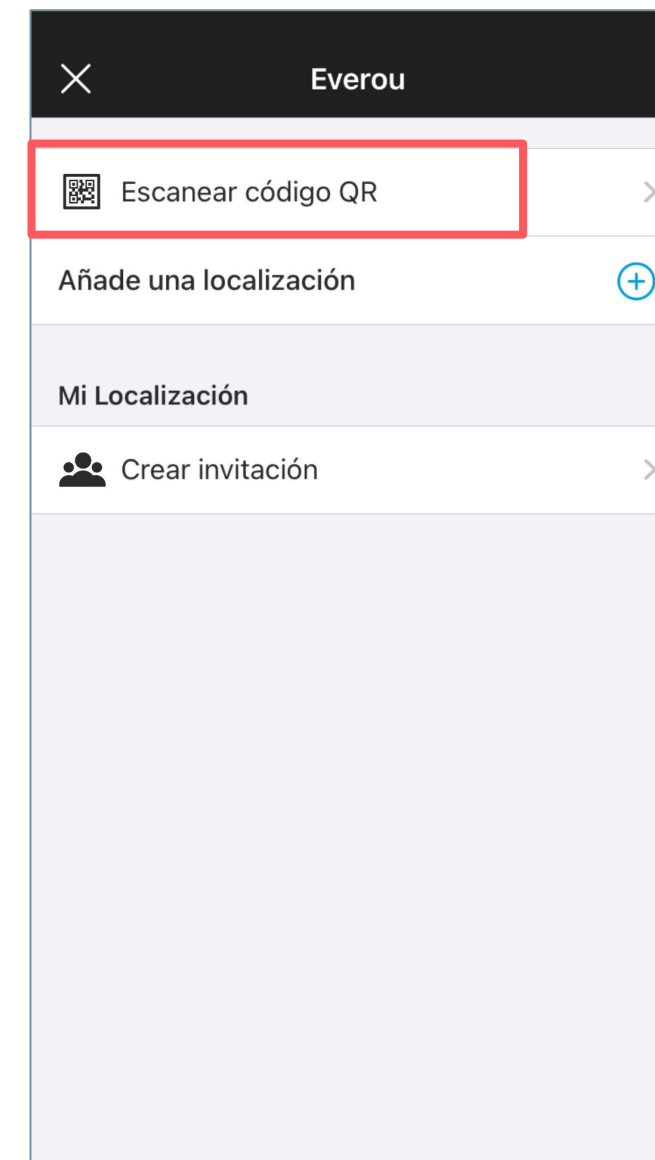 Everou
Escanear código QR
Añade una localización
Mi Localización
Crear invitación